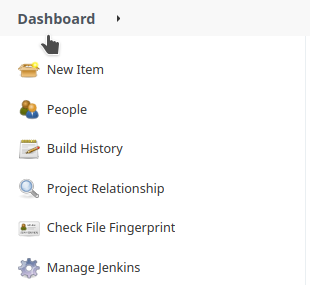 Dashboard
New Item
People
Build History
Project Relationship
Check File Fingerprint
Manage Jenkins